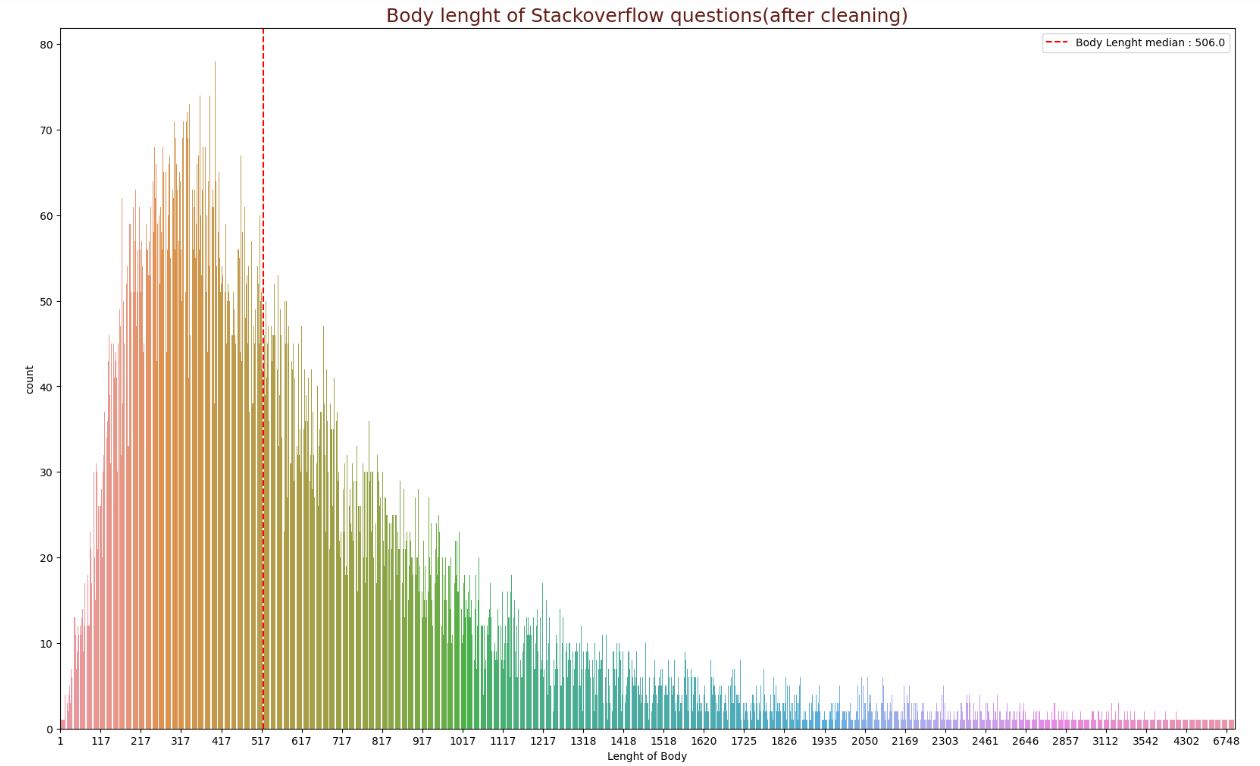 Body lenght of Stackoverflow questions(after cleaning)
Body Lenght median : 506.0
80
70
60
50
40
30
20
10
0
count
1 117 217 317 417 517 617 717 817 917 1017 1117 1217 1318 1418 1518 1620 1725 1826 1935 2050 2169 2303 2461 2646 2857 3112 3542 4302 6748
Lenght of Body